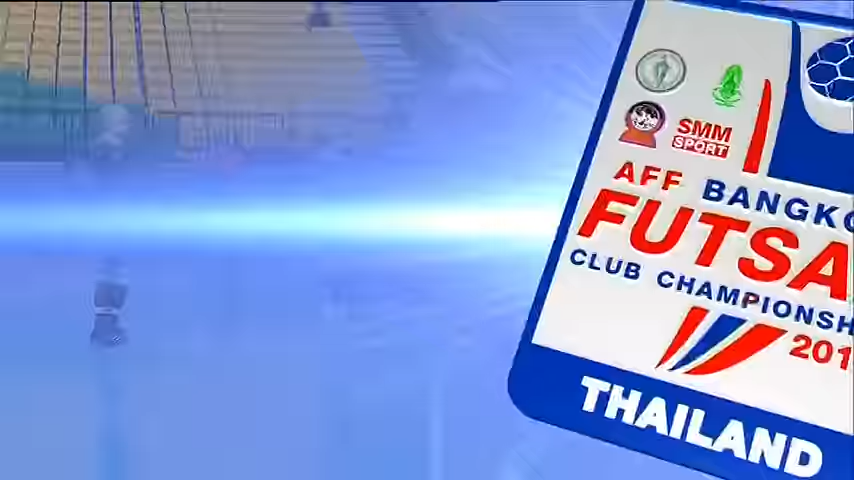 SMM
SPORT
AFF BANGKO
FUTSA
CLUB CHAMPIONSH
201
THAILAND